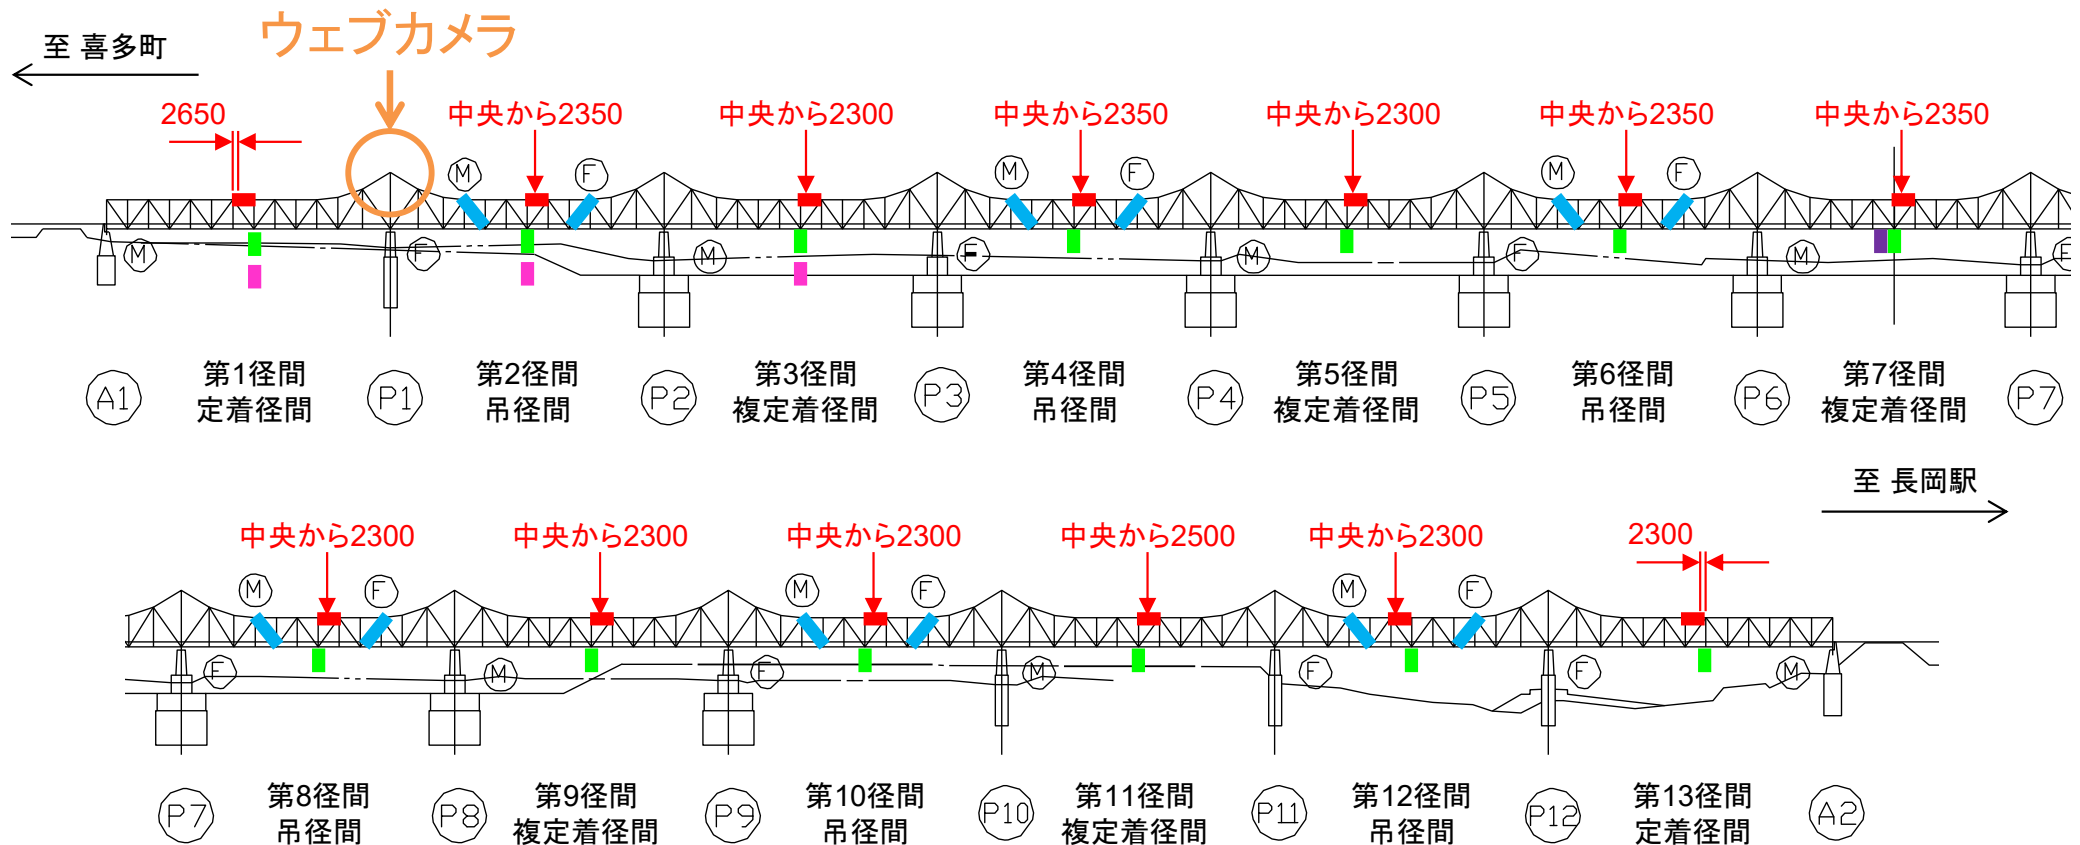 ウェブカメラ
至 喜多町
2650
中央から2350
中央から2300
中央から2350
中央から2300
中央から2350
中央から2350
M
F
M
F
M
F
M
F
M
F
M
F
M
F
A1
第1径間
定着径間
P1
第2径間
吊径間
P2
第3径間
複定着径間
P3
第4径間
吊径間
P4
第5径間
複定着径間
P5
第6径間
吊径間
P6
第7径間
複定着径間
P7
至 長岡駅
中央から2300
中央から2300
中央から2300
中央から2500
中央から2300
2300
M
F
M
F
M
F
F
M
F
M
F
F
M
P7
第8径間
吊径間
P8
第9径間
複定着径間
P9
第10径間
吊径間
P10
第11径間
複定着径間
P11
第12径間
吊径間
P12
第13径間
定着径間
A2